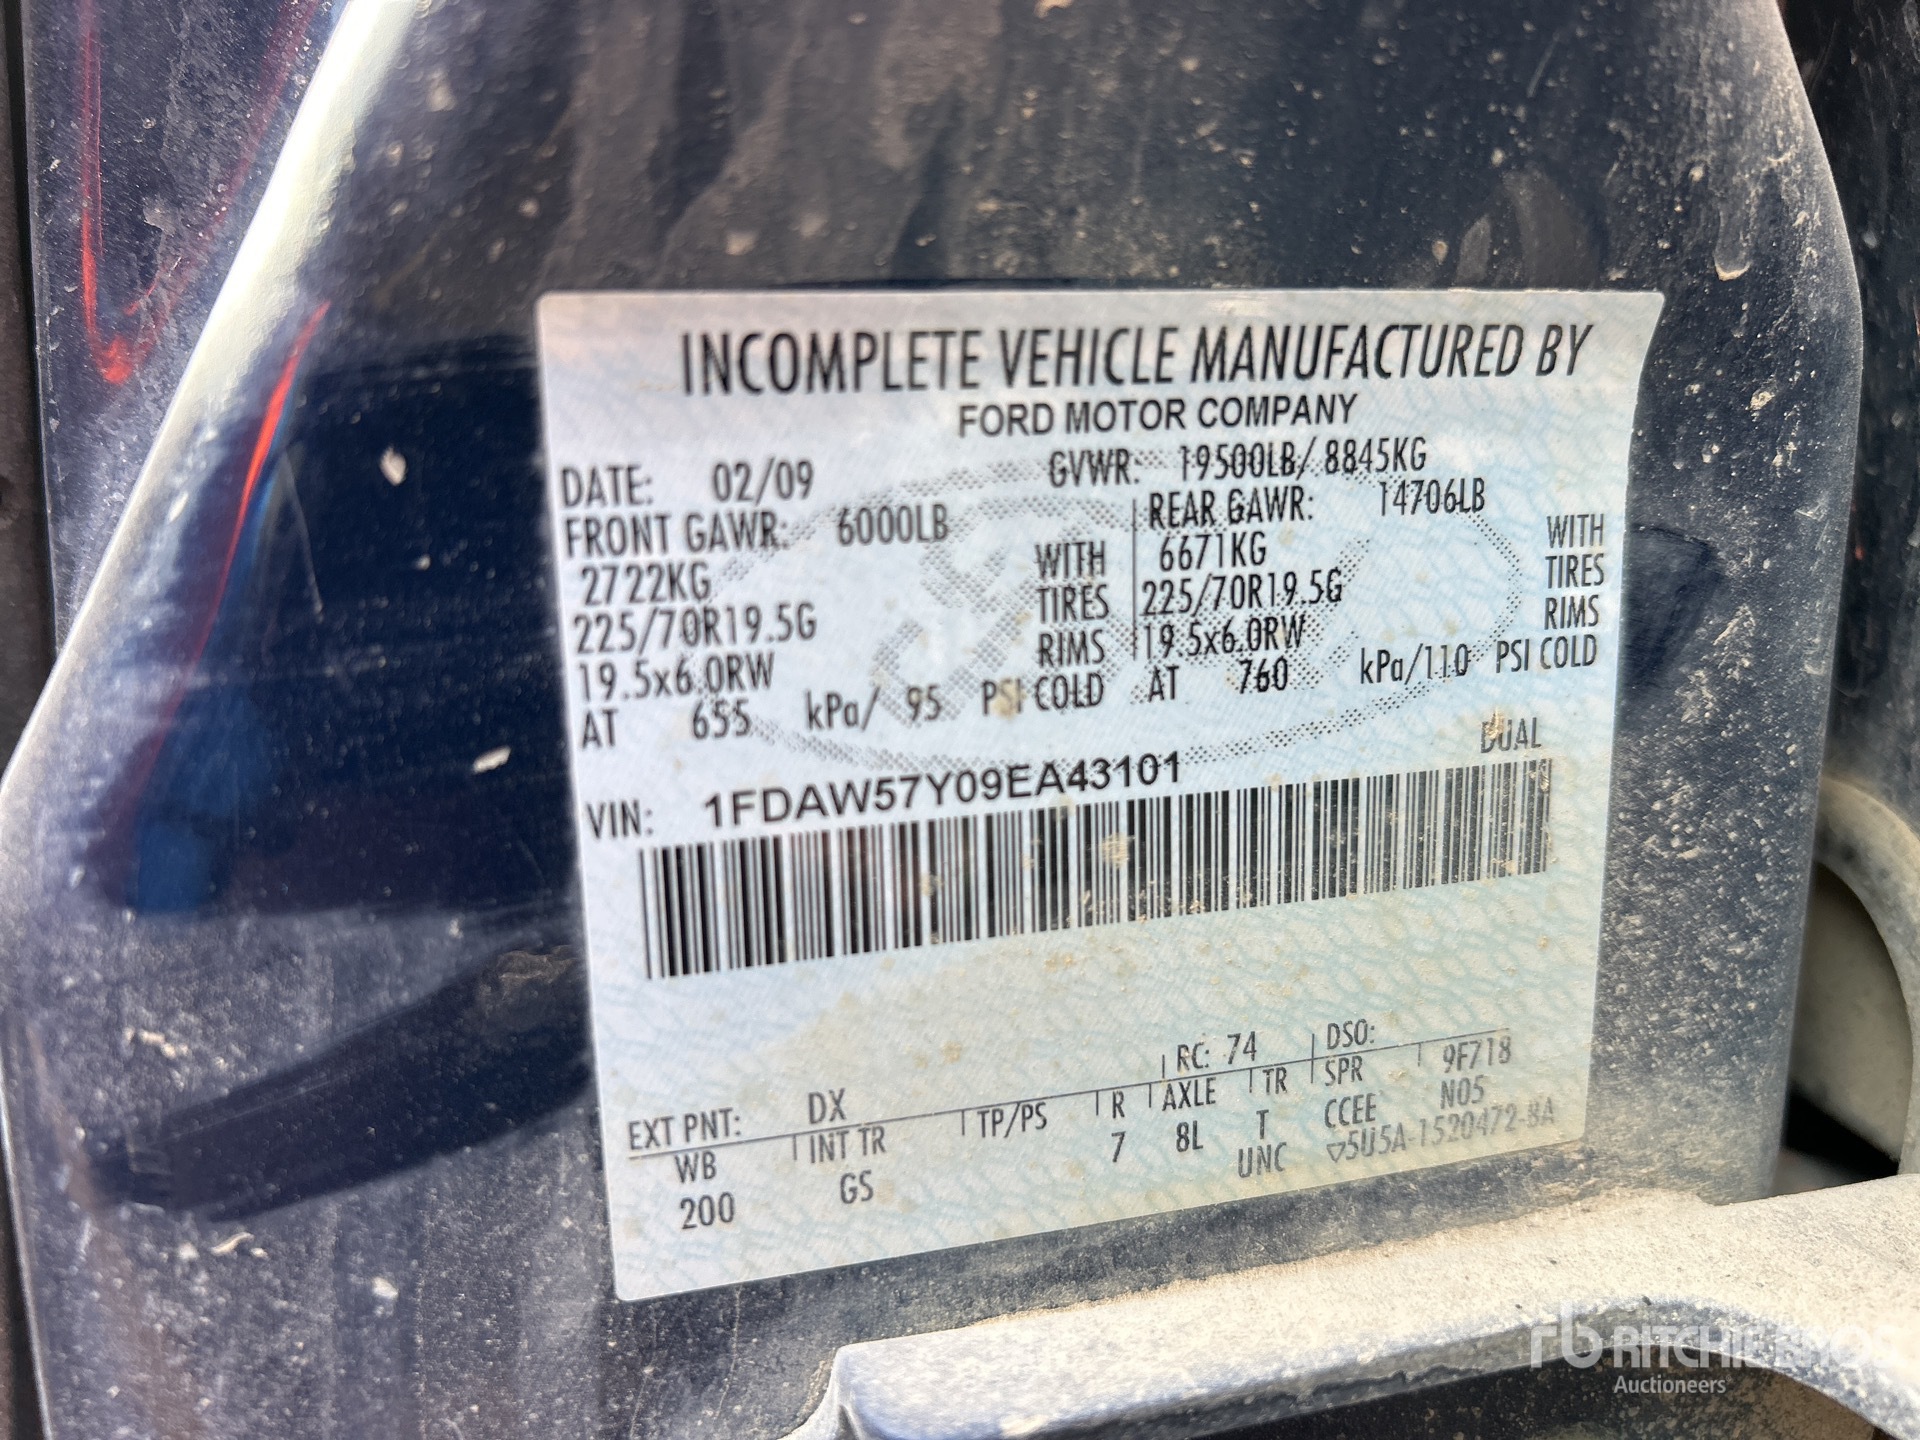 INCOMPLETE VEHICLE MANUFACTURED BY
FORD MOTOR COMPANY
DATE: 02/09 GVWR: 19500LB/ 8845KG
FRONT GAWR: 6000LB REAR GAWR: 14706LB
2722KG WITH 6671KG WITH
225/70R19.5G TIRES 225/70R19.5G TIRES
19.5x6.0RW RIMS 19.5x6.0RW RIMS
AT 655 kPa/ 95 PSI COLD AT 760 kPa/110 PSI COLD
DUAL
VIN: 1FDAW57Y09EA43101
EXT PNT: DX RC: 74 DSO:
WB INT TR TP/PS R AXLE TR SPR 9F718
200 GS 7 8L T CCEE N05
UNC ▽5U5A-1520472-BA
rb RITCHIE BROS
Auctioneers